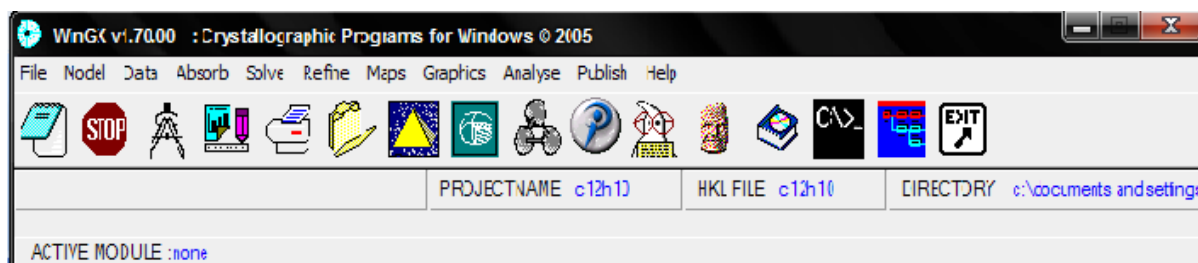 WinGX v1.70.00 : Crystallographic Programs for Windows © 2005
File Model Data Absorb Solve Refine Maps Graphics Analyse Publish Help
STOP C:\>_ EXIT
PROJECTNAME c12h10 HKL FILE c12h10 DIRECTORY c:\documents and settings
ACTIVE MODULE :none